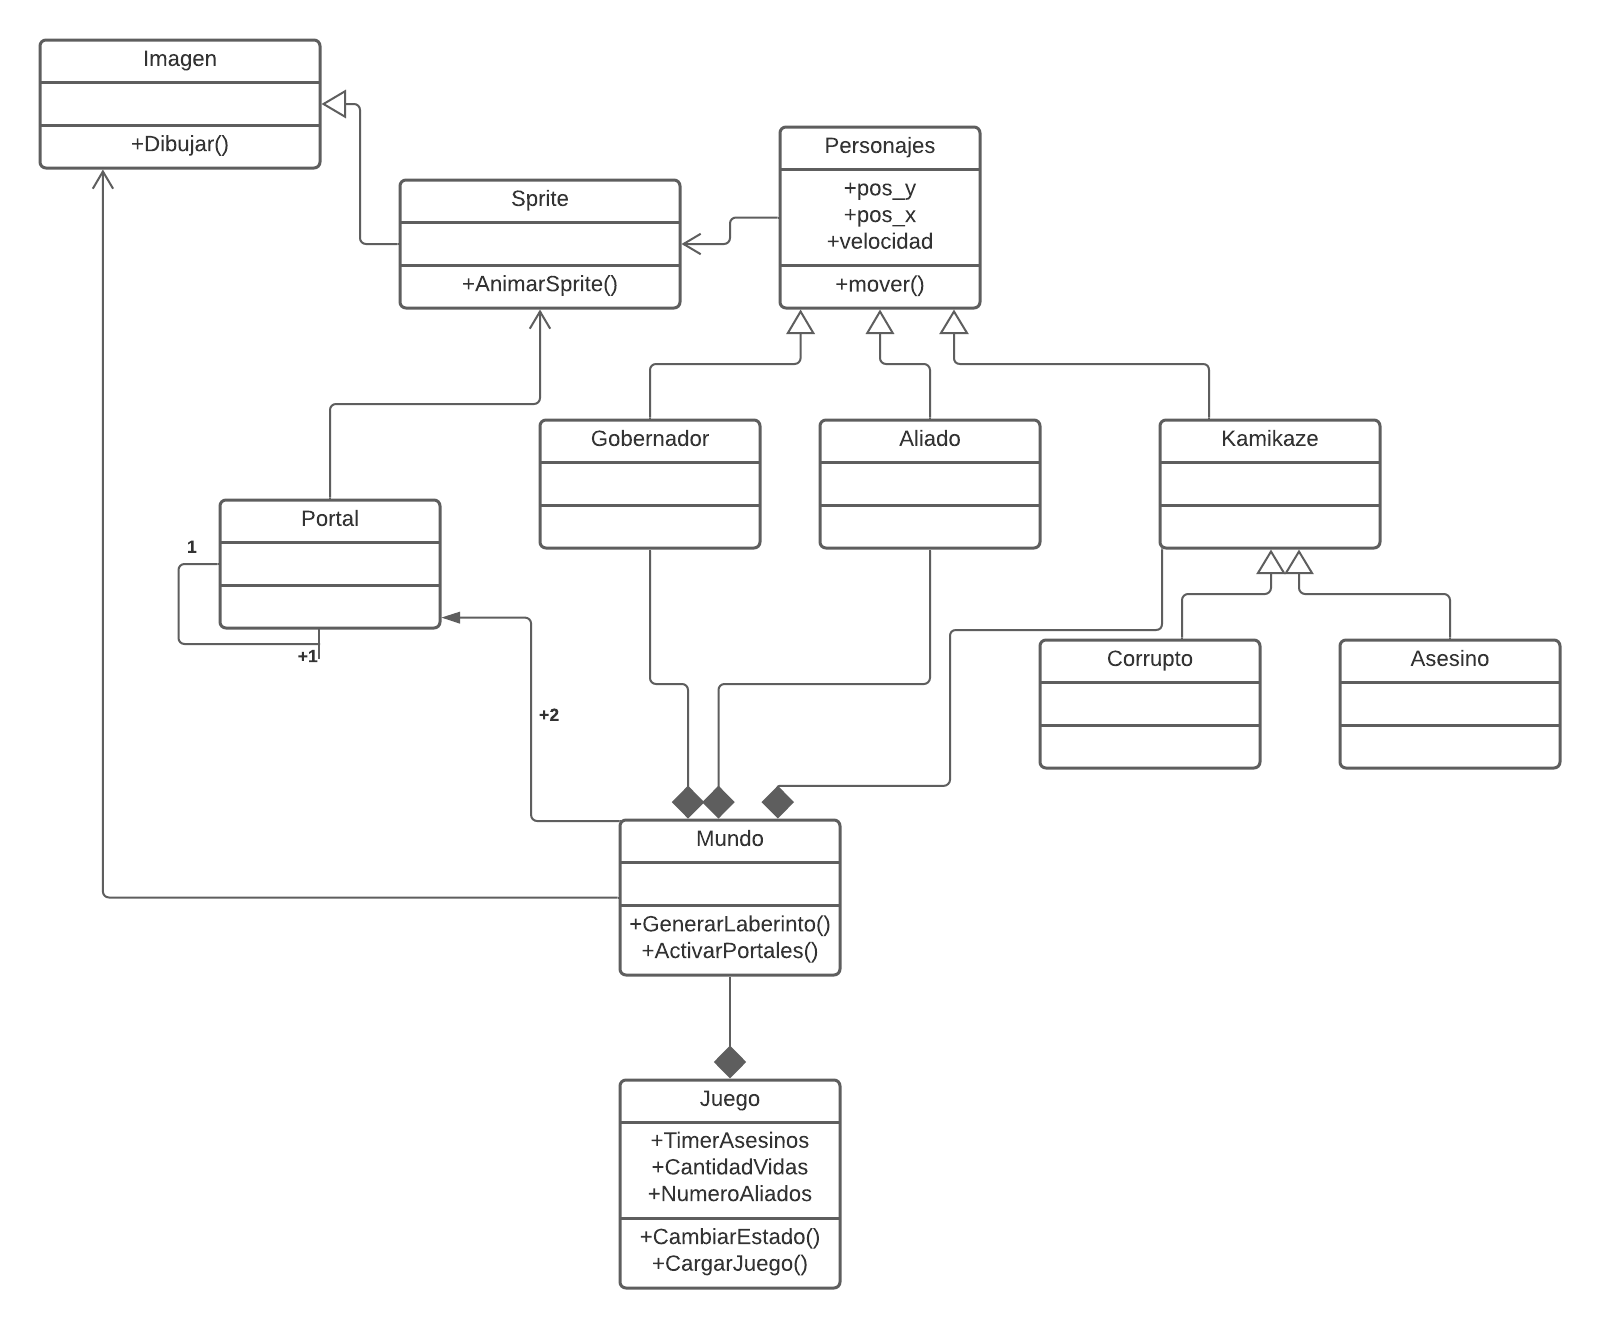 Imagen
+Dibujar()
Personajes
+pos_y
+pos_x
+velocidad
+mover()
Sprite
+AnimarSprite()
Gobernador
Aliado
Kamikaze
Portal
1
+1
Corrupto
Asesino
+2
Mundo
+GenerarLaberinto()
+ActivarPortales()
Juego
+TimerAsesinos
+CantidadVidas
+NumeroAliados
+CambiarEstado()
+CargarJuego()